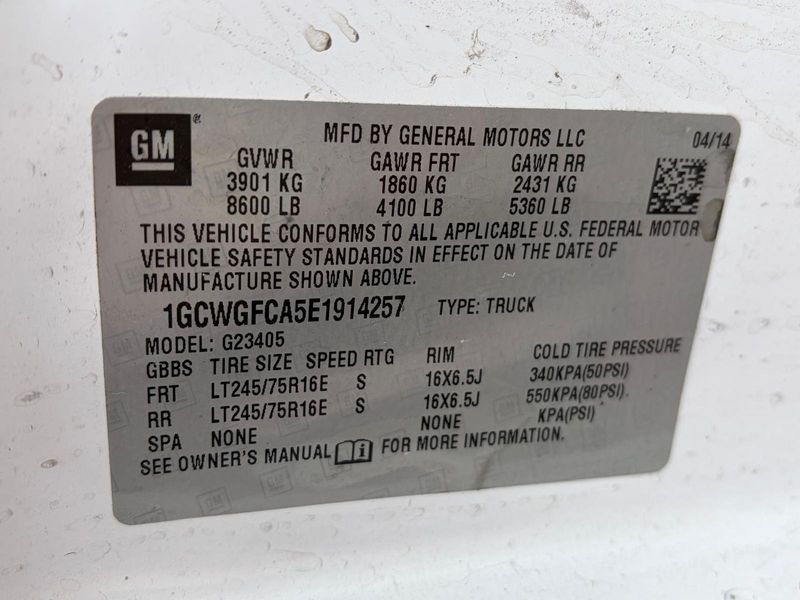 GM
MFD BY GENERAL MOTORS LLC 04/14
GVWR GAWR FRT GAWR RR
3901 KG 1860 KG 2431 KG
8600 LB 4100 LB 5360 LB
THIS VEHICLE CONFORMS TO ALL APPLICABLE U.S. FEDERAL MOTOR
VEHICLE SAFETY STANDARDS IN EFFECT ON THE DATE OF
MANUFACTURE SHOWN ABOVE.
1GCWGFCA5E1914257 TYPE: TRUCK
MODEL: G23405
GBBS TIRE SIZE SPEED RTG RIM COLD TIRE PRESSURE
FRT LT245/75R16E S 16X6.5J 340KPA(50PSI)
RR LT245/75R16E S 16X6.5J 550KPA(80PSI).
SPA NONE NONE KPA(PSI)
SEE OWNER'S MANUAL FOR MORE INFORMATION.